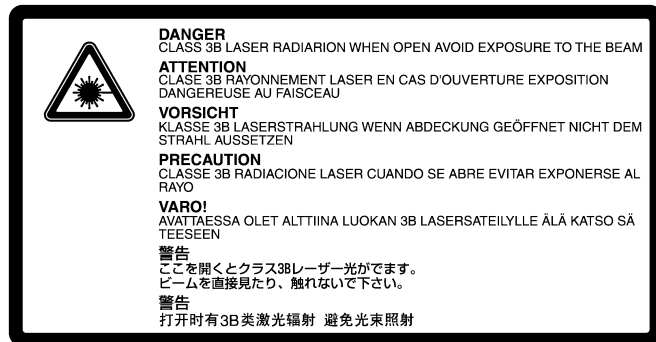 DANGER
CLASS 3B LASER RADIARION WHEN OPEN AVOID EXPOSURE TO THE BEAM
ATTENTION
CLASE 3B RAYONNEMENT LASER EN CAS D'OUVERTURE EXPOSITION
DANGEREUSE AU FAISCEAU
VORSICHT
KLASSE 3B LASERSTRAHLUNG WENN ABDECKUNG GEÖFFNET NICHT DEM
STRAHL AUSSETZEN
PRECAUTION
CLASSE 3B RADIACIONE LASER CUANDO SE ABRE EVITAR EXPONERSE AL
RAYO
VARO!
AVATTAESSA OLET ALTTIINA LUOKAN 3B LASERSATEILYLLE ÄLÄ KATSO SÄ
TEESEEN
警告
ここを開くとクラス3Bレーザー光がでます。
ビームを直接見たり、触れないで下さい。
警告
打开时有3B类激光辐射 避免光束照射